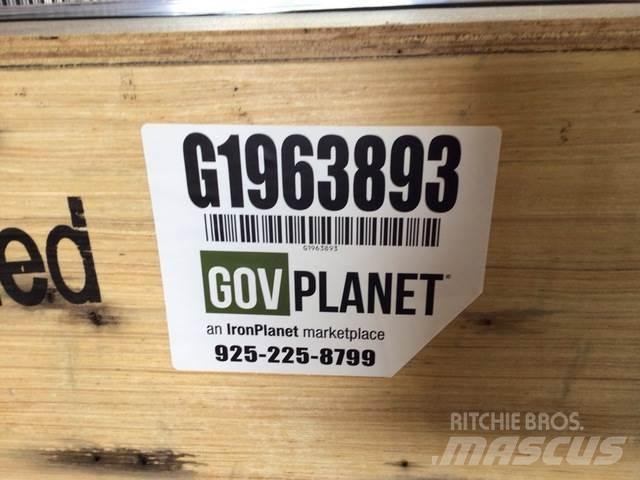 G1963893
G1963893
GOV PLANET
an IronPlanet marketplace
925-225-8799
ed
RITCHIE BROS.
MASCUS